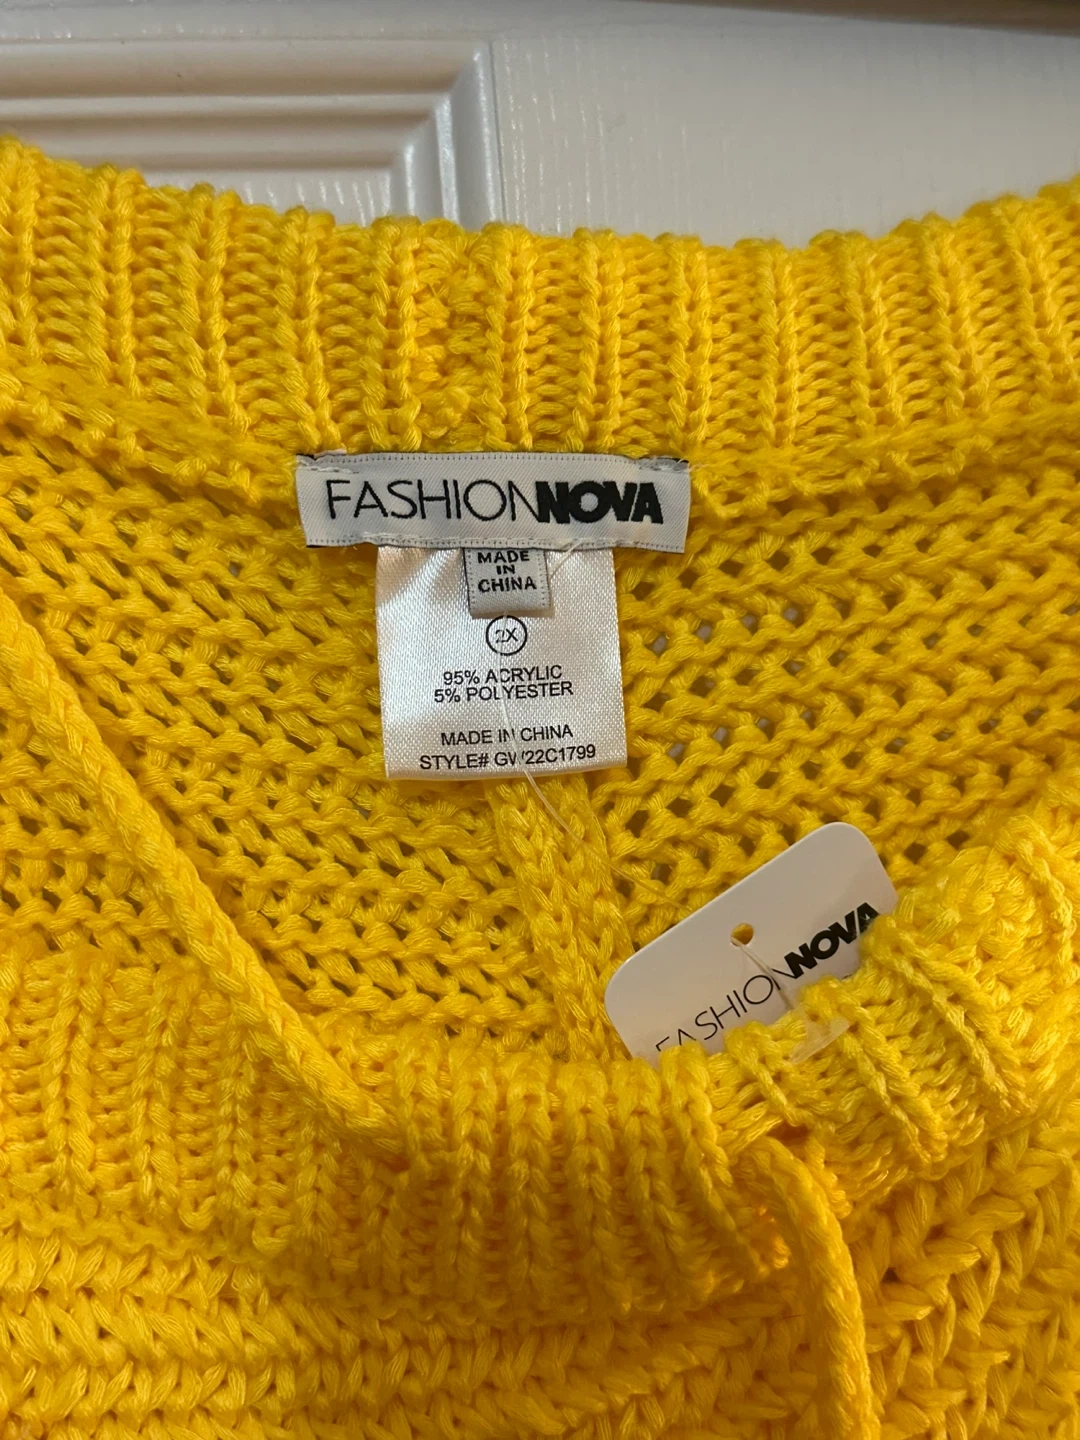 FASHIONNOVA
MADE
IN
CHINA
2X
95% ACRYLIC
5% POLYESTER
MADE IN CHINA
STYLE# GW22C1799
FASHIONNOVA